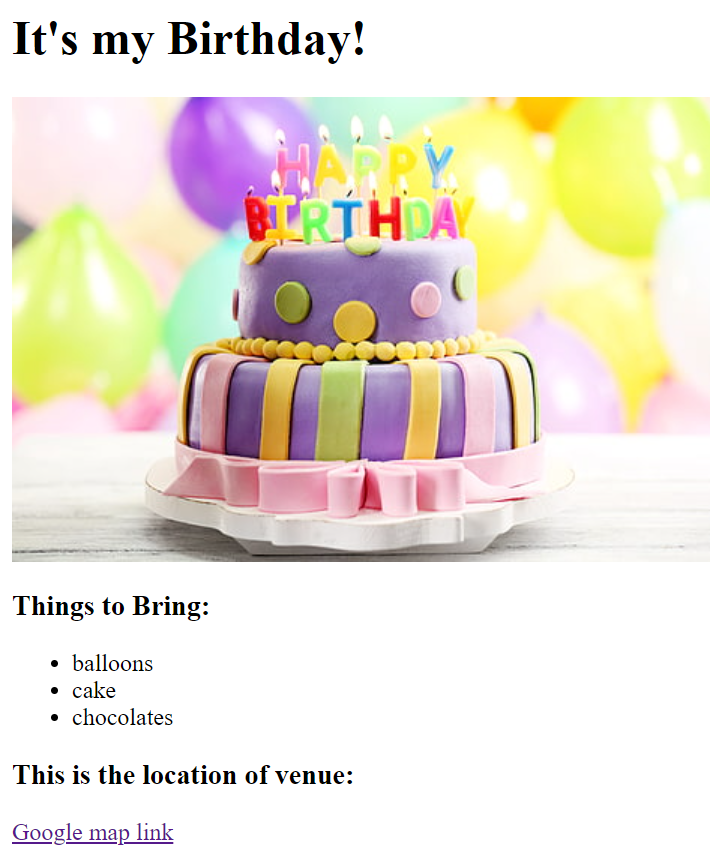 It's my Birthday!
HAPPY
BIRTHDAY
Things to Bring:
balloons
cake
chocolates
This is the location of venue:
Google map link